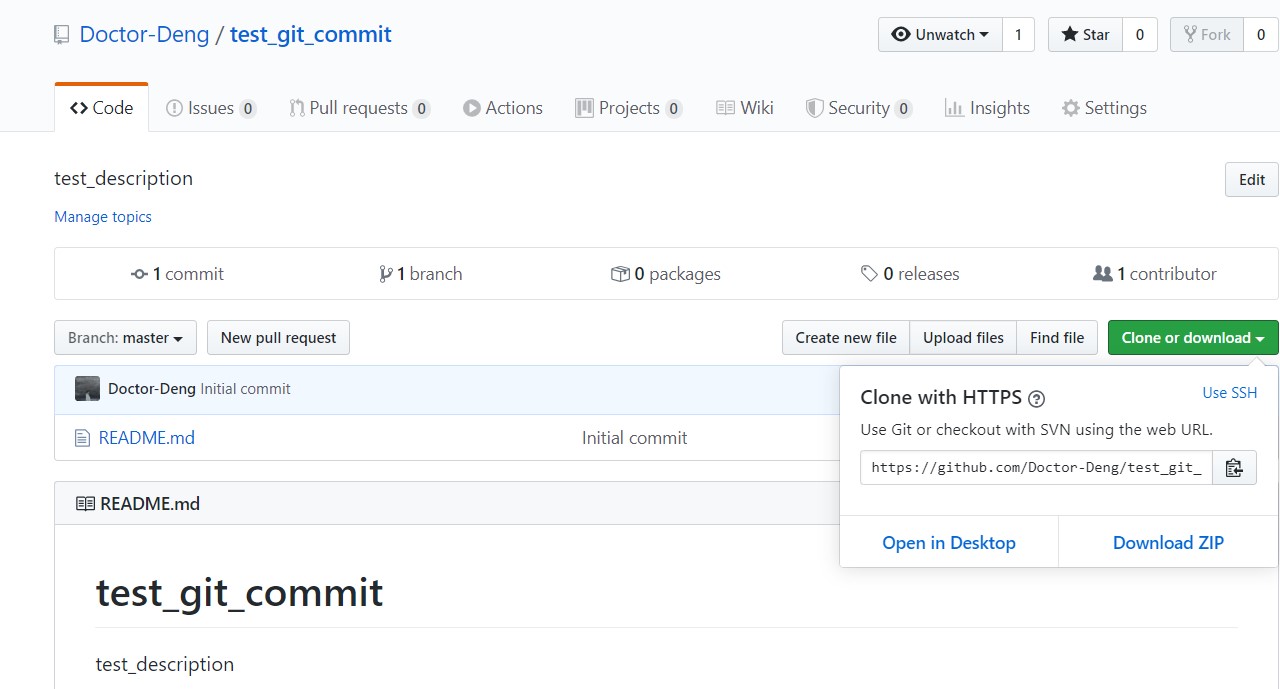 Doctor-Deng / test_git_commit
Unwatch 1 Star 0 Fork 0
Code Issues 0 Pull requests 0 Actions Projects 0 Wiki Security 0 Insights Settings
test_description Edit
Manage topics
1 commit 1 branch 0 packages 0 releases 1 contributor
Branch: master New pull request Create new file Upload files Find file Clone or download
Doctor-Deng Initial commit
README.md Initial commit
Clone with HTTPS ? Use SSH
Use Git or checkout with SVN using the web URL.
https://github.com/Doctor-Deng/test_git_
Open in Desktop Download ZIP
README.md
test_git_commit
test_description